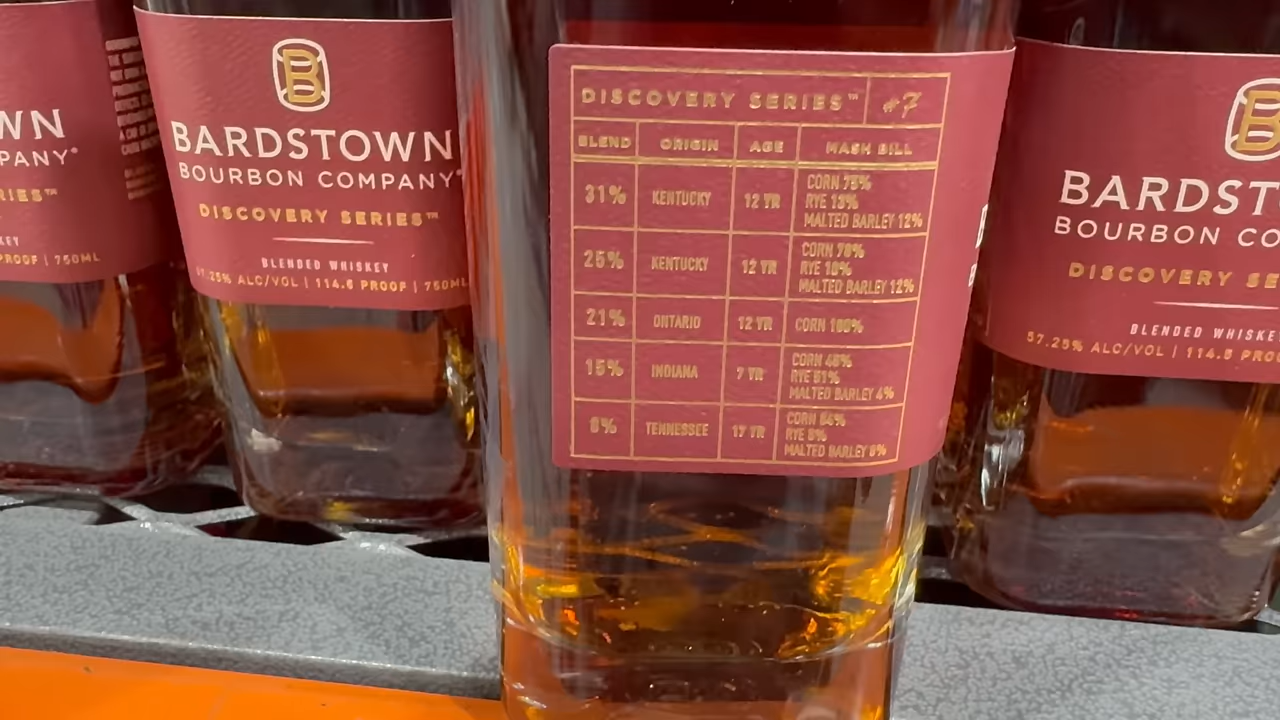 WN
PANY®
RIES™
KEY
PROOF | 750ML
B
BARDSTOWN
BOURBON COMPANY®
DISCOVERY SERIES™
BLENDED WHISKEY
57.25% ALC/VOL | 114.5 PROOF | 750ML
DISCOVERY SERIES™ #7
BLEND ORIGIN AGE MASH BILL
31% KENTUCKY 12 YR CORN 75%
RYE 13%
MALTED BARLEY 12%
25% KENTUCKY 12 YR CORN 78%
RYE 10%
MALTED BARLEY 12%
21% ONTARIO 12 YR CORN 100%
15% INDIANA 7 YR CORN 45%
RYE 51%
MALTED BARLEY 4%
8% TENNESSEE 17 YR CORN 84%
RYE 8%
MALTED BARLEY 8%
B
BARDST
BOURBON CO
DISCOVERY SE
BLENDED WHISKE
57.25% ALC/VOL | 114.5 PRO